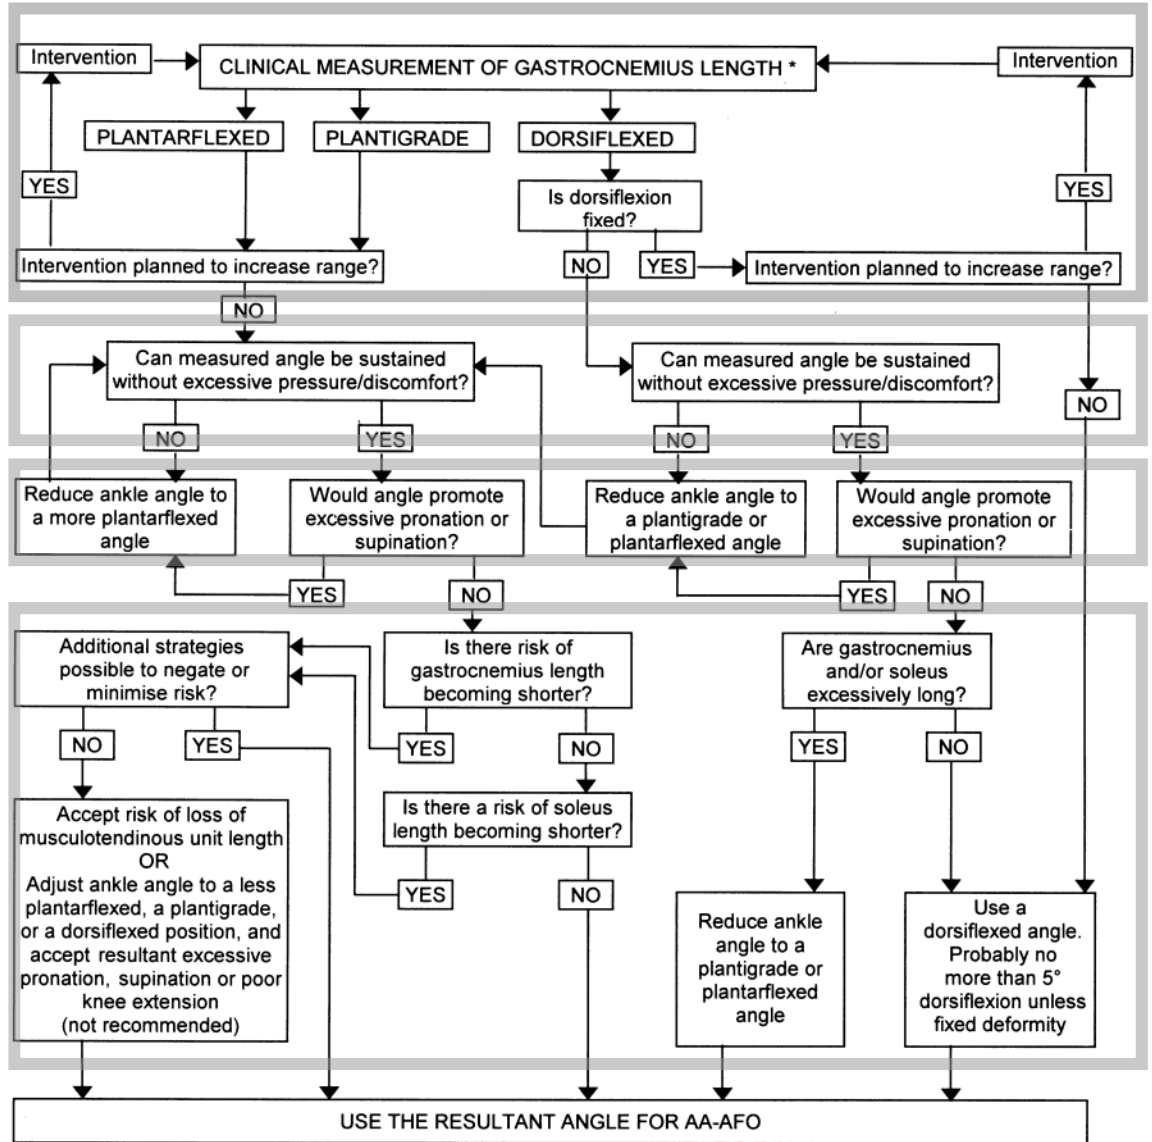 Intervention
CLINICAL MEASUREMENT OF GASTROCNEMIUS LENGTH *
Intervention
PLANTARFLEXED
PLANTIGRADE
DORSIFLEXED
YES
Is dorsiflexion
fixed?
YES
Intervention planned to increase range?
NO
YES
Intervention planned to increase range?
NO
Can measured angle be sustained
without excessive pressure/discomfort?
Can measured angle be sustained
without excessive pressure/discomfort?
NO
NO
YES
NO
YES
Reduce ankle angle to
a more plantarflexed
angle
Would angle promote
excessive pronation or
supination?
Reduce ankle angle to
a plantigrade or
plantarflexed angle
Would angle promote
excessive pronation or
supination?
YES
NO
YES
NO
Additional strategies
possible to negate or
minimise risk?
Is there risk of
gastrocnemius length
becoming shorter?
Are gastrocnemius
and/or soleus
excessively long?
NO
YES
YES
NO
YES
NO
Accept risk of loss of
musculotendinous unit length
OR
Adjust ankle angle to a less
plantarflexed, a plantigrade,
or a dorsiflexed position, and
accept resultant excessive
pronation, supination or poor
knee extension
(not recommended)
Is there a risk of soleus
length becoming shorter?
YES
NO
Reduce ankle
angle to a
plantigrade or
plantarflexed
angle
Use a
dorsiflexed angle.
Probably no
more than 5°
dorsiflexion unless
fixed deformity
USE THE RESULTANT ANGLE FOR AA-AFO